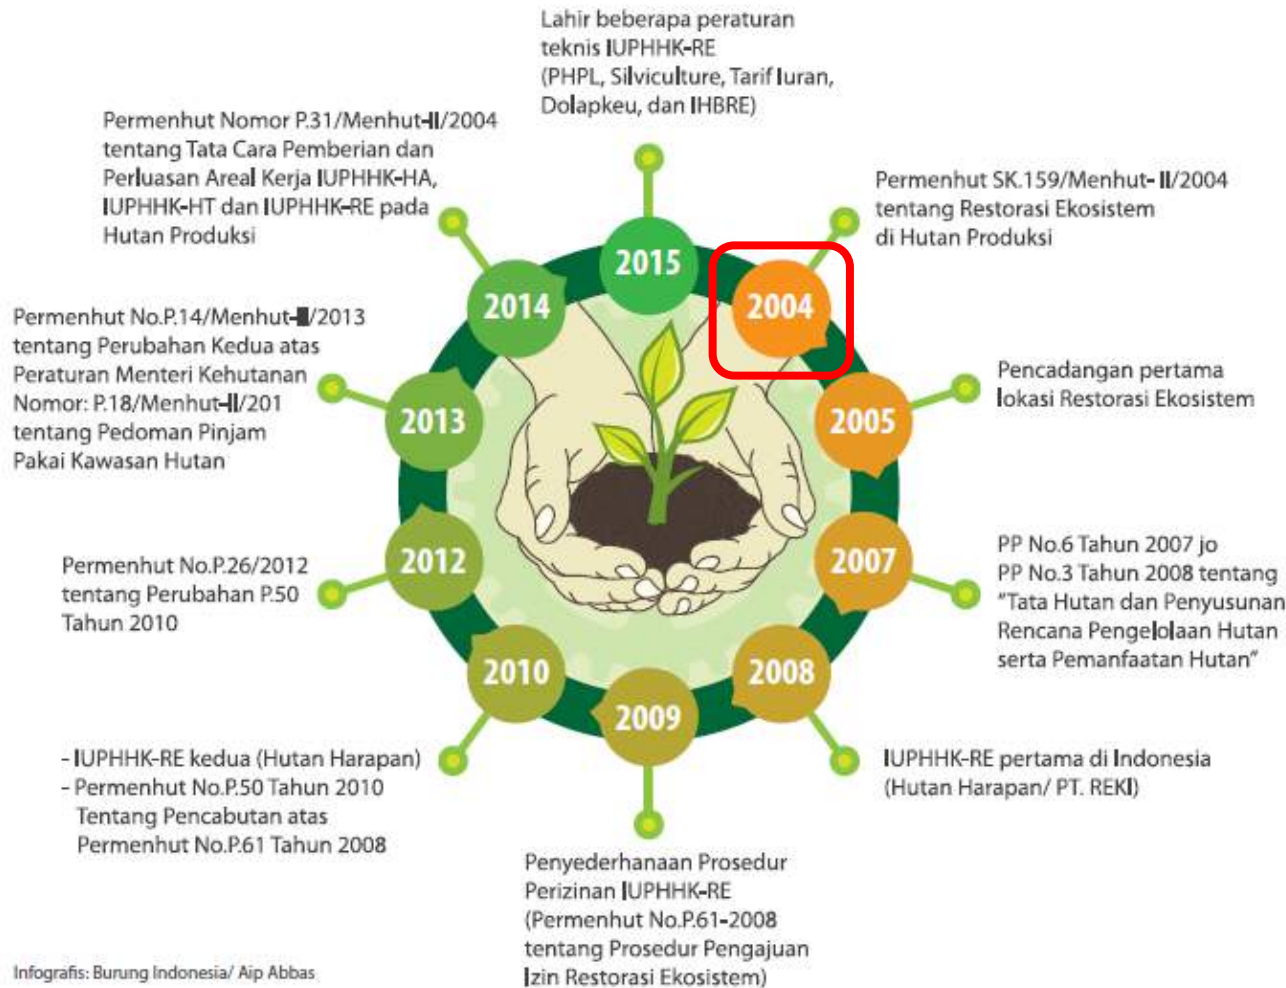 Lahir beberapa peraturan
teknis IUPHHK-RE
(PHPL, Silviculture, Tarif Iuran,
Dolapkeu, dan IHBRE)
2015
Permenhut SK.159/Menhut- II/2004
tentang Restorasi Ekosistem
di Hutan Produksi
2004
Pencadangan pertama
lokasi Restorasi Ekosistem
2005
PP No.6 Tahun 2007 jo
PP No.3 Tahun 2008 tentang
"Tata Hutan dan Penyusunan
Rencana Pengelolaan Hutan
serta Pemanfaatan Hutan"
2007
IUPHHK-RE pertama di Indonesia
(Hutan Harapan/ PT. REKI)
2008
Penyederhanaan Prosedur
Perizinan IUPHHK-RE
(Permenhut No.P.61-2008
tentang Prosedur Pengajuan
Izin Restorasi Ekosistem)
2009
- IUPHHK-RE kedua (Hutan Harapan)
- Permenhut No.P.50 Tahun 2010
Tentang Pencabutan atas
Permenhut No.P.61 Tahun 2008
2010
Permenhut No.P.26/2012
tentang Perubahan P.50
Tahun 2010
2012
Permenhut No.P.14/Menhut-II/2013
tentang Perubahan Kedua atas
Peraturan Menteri Kehutanan
Nomor: P.18/Menhut-II/201
tentang Pedoman Pinjam
Pakai Kawasan Hutan
2013
Permenhut Nomor P.31/Menhut-II/2004
tentang Tata Cara Pemberian dan
Perluasan Areal Kerja IUPHHK-HA,
IUPHHK-HT dan IUPHHK-RE pada
Hutan Produksi
2014
Infografis: Burung Indonesia/ Aip Abbas